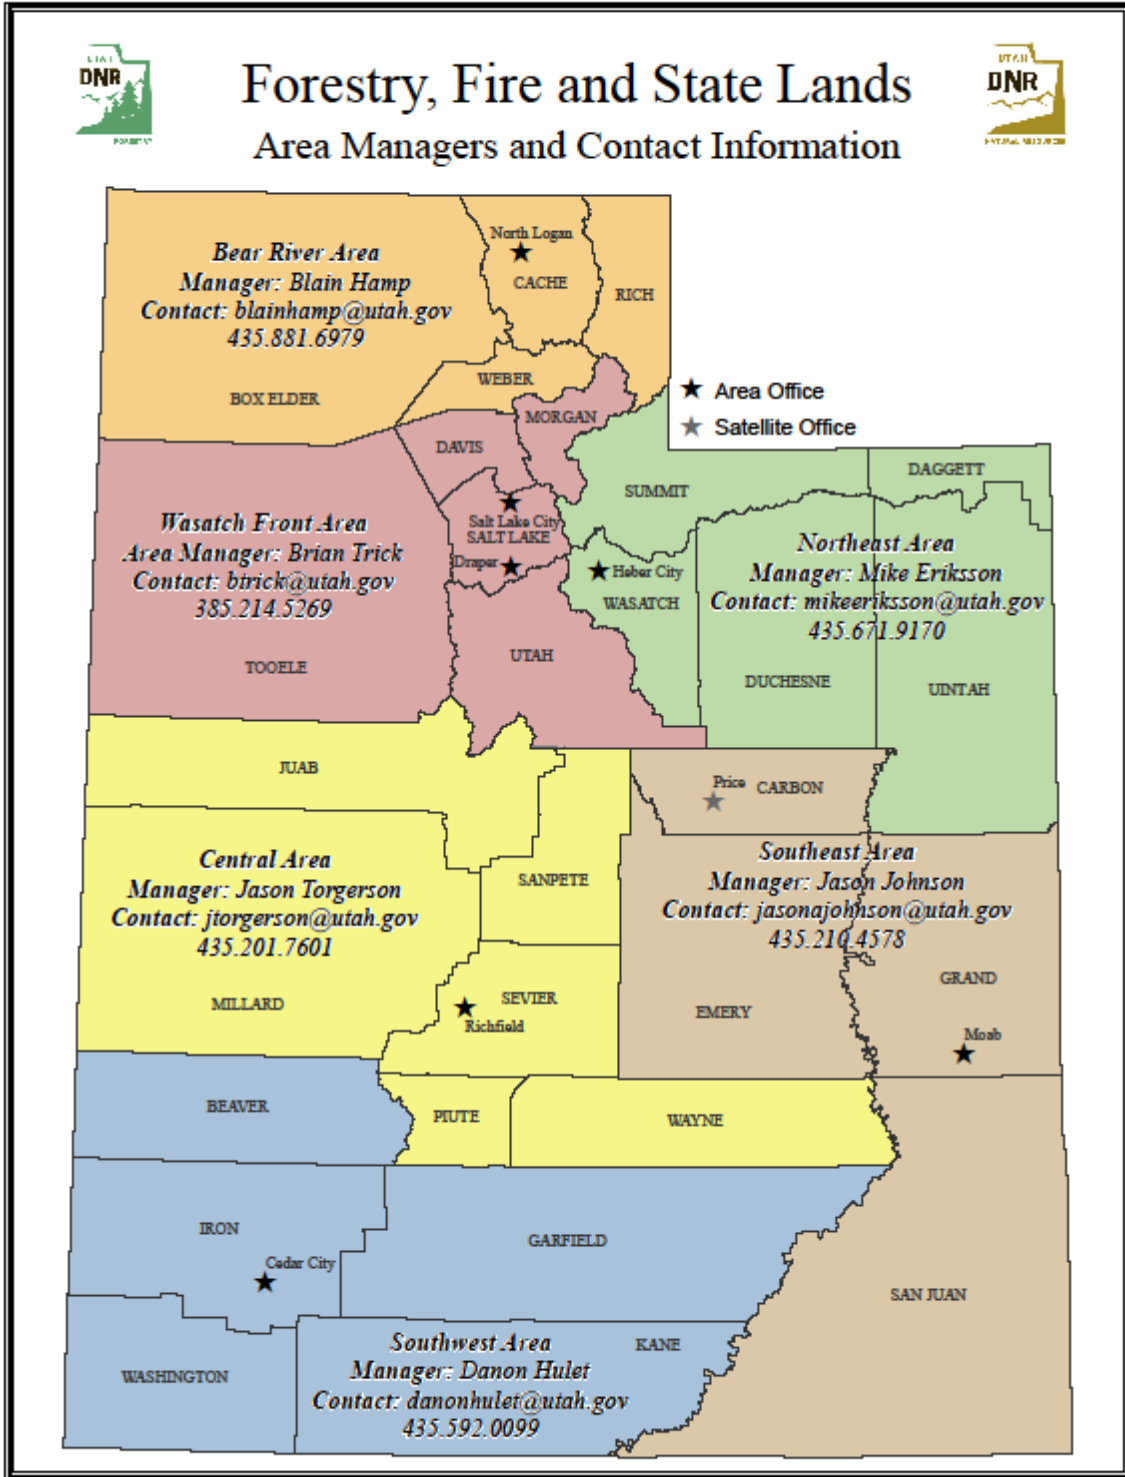 UTAH
DNR
FORESTRY
UTAH
DNR
NATURAL RESOURCES
Forestry, Fire and State Lands
Area Managers and Contact Information
North Logan
CACHE
RICH
Bear River Area
Manager: Blain Hamp
Contact: blainhamp@utah.gov
435.881.6979
BOX ELDER
WEBER
MORGAN
Area Office
Satellite Office
DAVIS
SUMMIT
DAGGETT
Wasatch Front Area
Area Manager: Brian Trick
Contact: btrick@utah.gov
385.214.5269
TOOELE
Salt Lake City
SALT LAKE
Draper
Heber City
WASATCH
UTAH
Northeast Area
Manager: Mike Eriksson
Contact: mikeeriksson@utah.gov
435.671.9170
DUCHESNE
UINTAH
JUAB
Price
CARBON
Central Area
Manager: Jason Torgerson
Contact: jtorgerson@utah.gov
435.201.7601
MILLARD
SANPETE
SEVIER
Richfield
Southeast Area
Manager: Jason Johnson
Contact: jasonajohnson@utah.gov
435.210.4578
GRAND
EMERY
Moab
BEAVER
PIUTE
WAYNE
IRON
Cedar City
GARFIELD
SAN JUAN
WASHINGTON
KANE
Southwest Area
Manager: Danon Hulet
Contact: danonhulet@utah.gov
435.592.0099